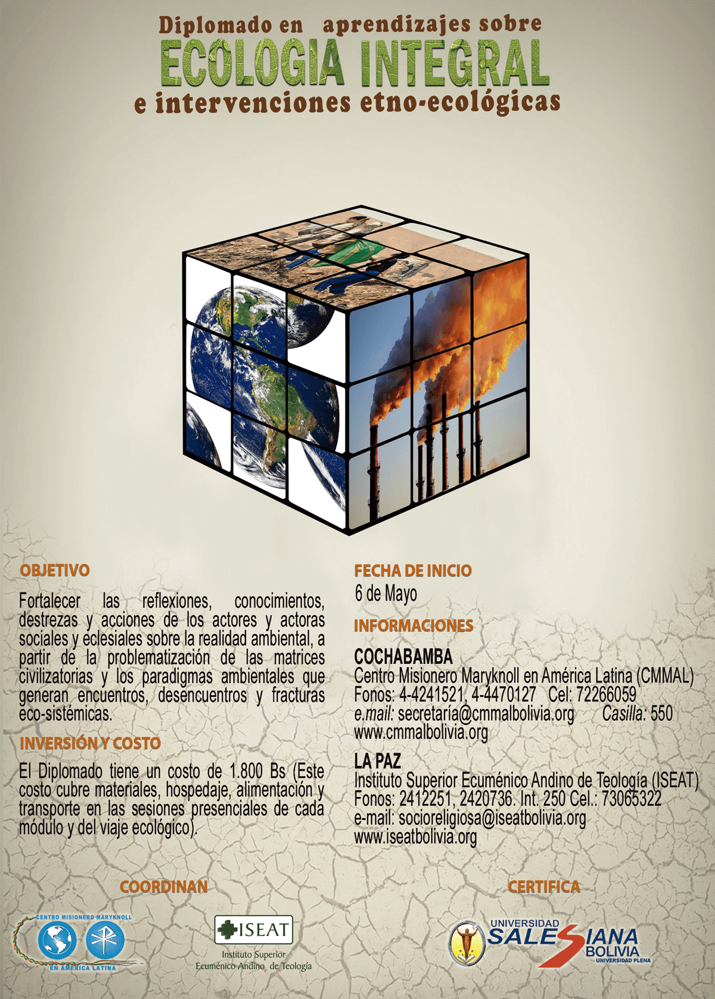 Diplomado en aprendizajes sobre
ECOLOGIA INTEGRAL
e intervenciones etno-ecológicas
OBJETIVO
Fortalecer las reflexiones, conocimientos,
destrezas y acciones de los actores y actoras
sociales y eclesiales sobre la realidad ambiental, a
partir de la problematización de las matrices
civilizatorias y los paradigmas ambientales que
generan encuentros, desencuentros y fracturas
eco-sistémicas.
INVERSIÓN Y COSTO
El Diplomado tiene un costo de 1.800 Bs (Este
costo cubre materiales, hospedaje, alimentación y
transporte en las sesiones presenciales de cada
módulo y del viaje ecológico).
FECHA DE INICIO
6 de Mayo
INFORMACIONES
COCHABAMBA
Centro Misionero Maryknoll en América Latina (CMMAL)
Fonos: 4-4241521, 4-4470127 Cel: 72266059
e.mail: secretaría@cmmalbolivia.org Casilla: 550
www.cmmalbolivia.org
LA PAZ
Instituto Superior Ecuménico Andino de Teología (ISEAT)
Fonos: 2412251, 2420736. Int. 250 Cel.: 73065322
e-mail: socioreligiosa@iseatbolivia.org
www.iseatbolivia.org
COORDINAN
CENTRO MISIONERO MARYKNOLL
EN AMÉRICA LATINA
ISEAT
Instituto Superior
Ecuménico Andino de Teología
CERTIFICA
UNIVERSIDAD
SALESIANA
BOLIVIA
UNIVERSIDAD PLENA